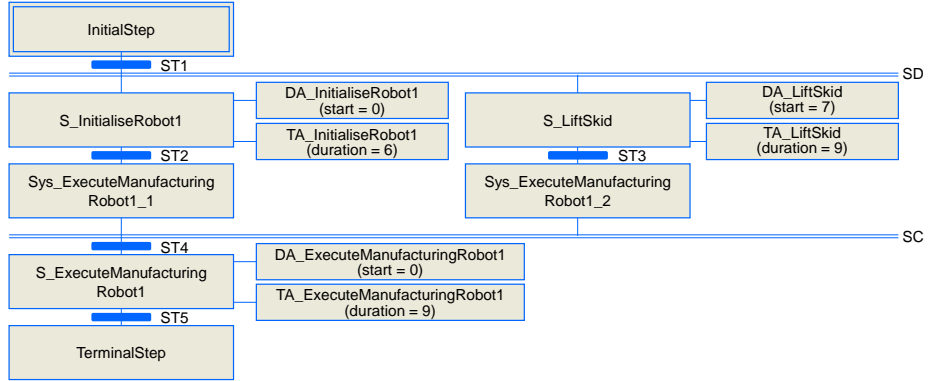 InitialStep
ST1
SD
S_InitialiseRobot1
DA_InitialiseRobot1
(start = 0)
TA_InitialiseRobot1
(duration = 6)
S_LiftSkid
DA_LiftSkid
(start = 7)
TA_LiftSkid
(duration = 9)
ST2
ST3
Sys_ExecuteManufacturing
Robot1_1
Sys_ExecuteManufacturing
Robot1_2
SC
ST4
S_ExecuteManufacturing
Robot1
DA_ExecuteManufacturingRobot1
(start = 0)
TA_ExecuteManufacturingRobot1
(duration = 9)
ST5
TerminalStep